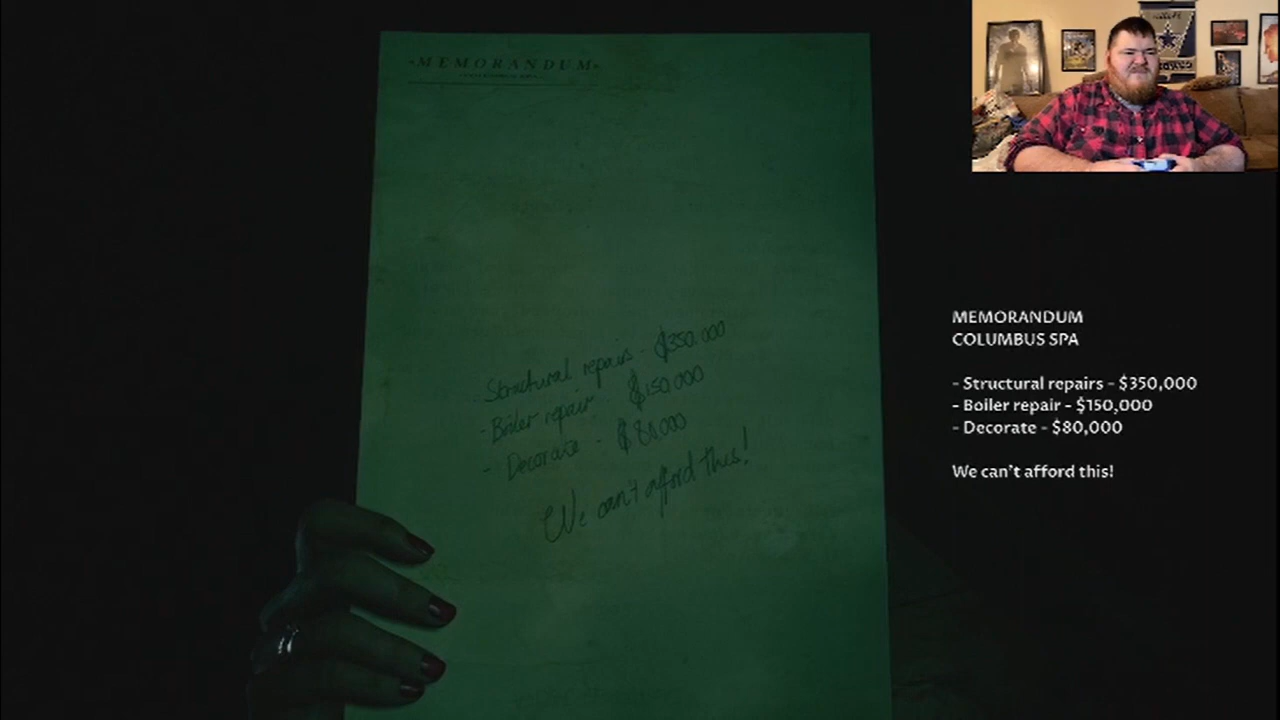 MEMORANDUM
Structural repairs - $350,000
- Boiler repair - $150,000
- Decorate - $80,000
We can't afford this!
MEMORANDUM
COLUMBUS SPA
- Structural repairs - $350,000
- Boiler repair - $150,000
- Decorate - $80,000
We can't afford this!